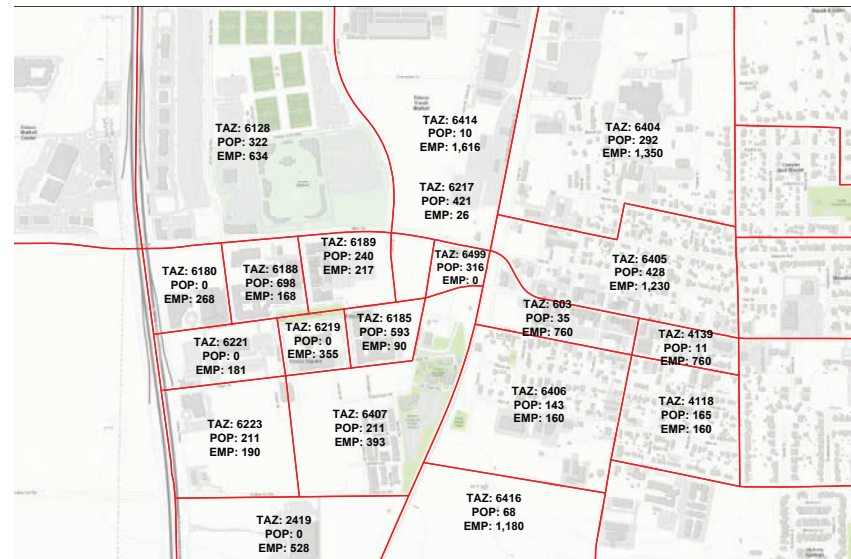 Frisco
Market
Center
TAZ: 6128
POP: 322
EMP: 634
TAZ: 6414
POP: 10
EMP: 1,616
TAZ: 6404
POP: 292
EMP: 1,350
TAZ: 6217
POP: 421
EMP: 26
TAZ: 6180
POP: 0
EMP: 268
TAZ: 6188
POP: 698
EMP: 168
TAZ: 6189
POP: 240
EMP: 217
TAZ: 6499
POP: 316
EMP: 0
TAZ: 6405
POP: 428
EMP: 1,230
TAZ: 6221
POP: 0
EMP: 181
TAZ: 6219
POP: 0
EMP: 355
TAZ: 6185
POP: 593
EMP: 90
TAZ: 603
POP: 35
EMP: 760
TAZ: 4139
POP: 11
EMP: 760
TAZ: 6223
POP: 211
EMP: 190
TAZ: 6407
POP: 211
EMP: 393
TAZ: 6406
POP: 143
EMP: 160
TAZ: 4118
POP: 165
EMP: 160
TAZ: 2419
POP: 0
EMP: 528
TAZ: 6416
POP: 68
EMP: 1,180